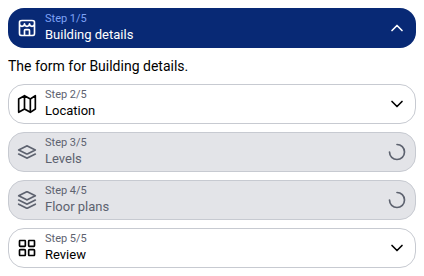 Step 1/5
Building details
The form for Building details.
Step 2/5
Location
Step 3/5
Levels
Step 4/5
Floor plans
Step 5/5
Review